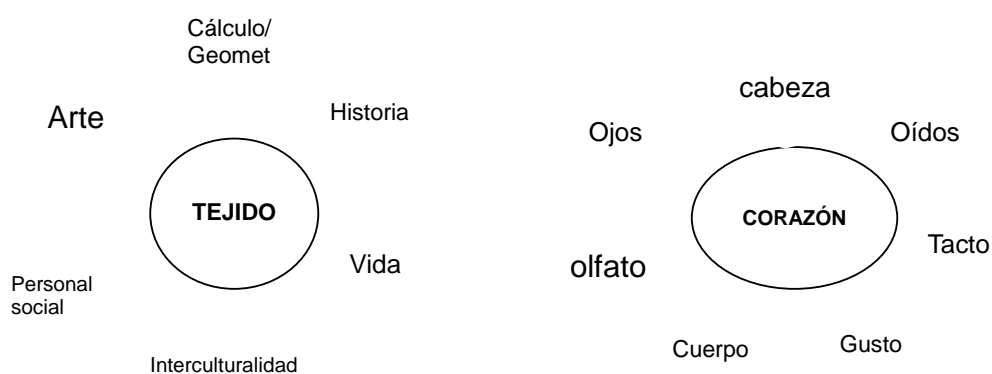 Cálculo/
Geomet
Arte
Historia
TEJIDO
Vida
Personal
social
Interculturalidad
cabeza
Ojos
Oídos
CORAZÓN
Tacto
olfato
Cuerpo
Gusto